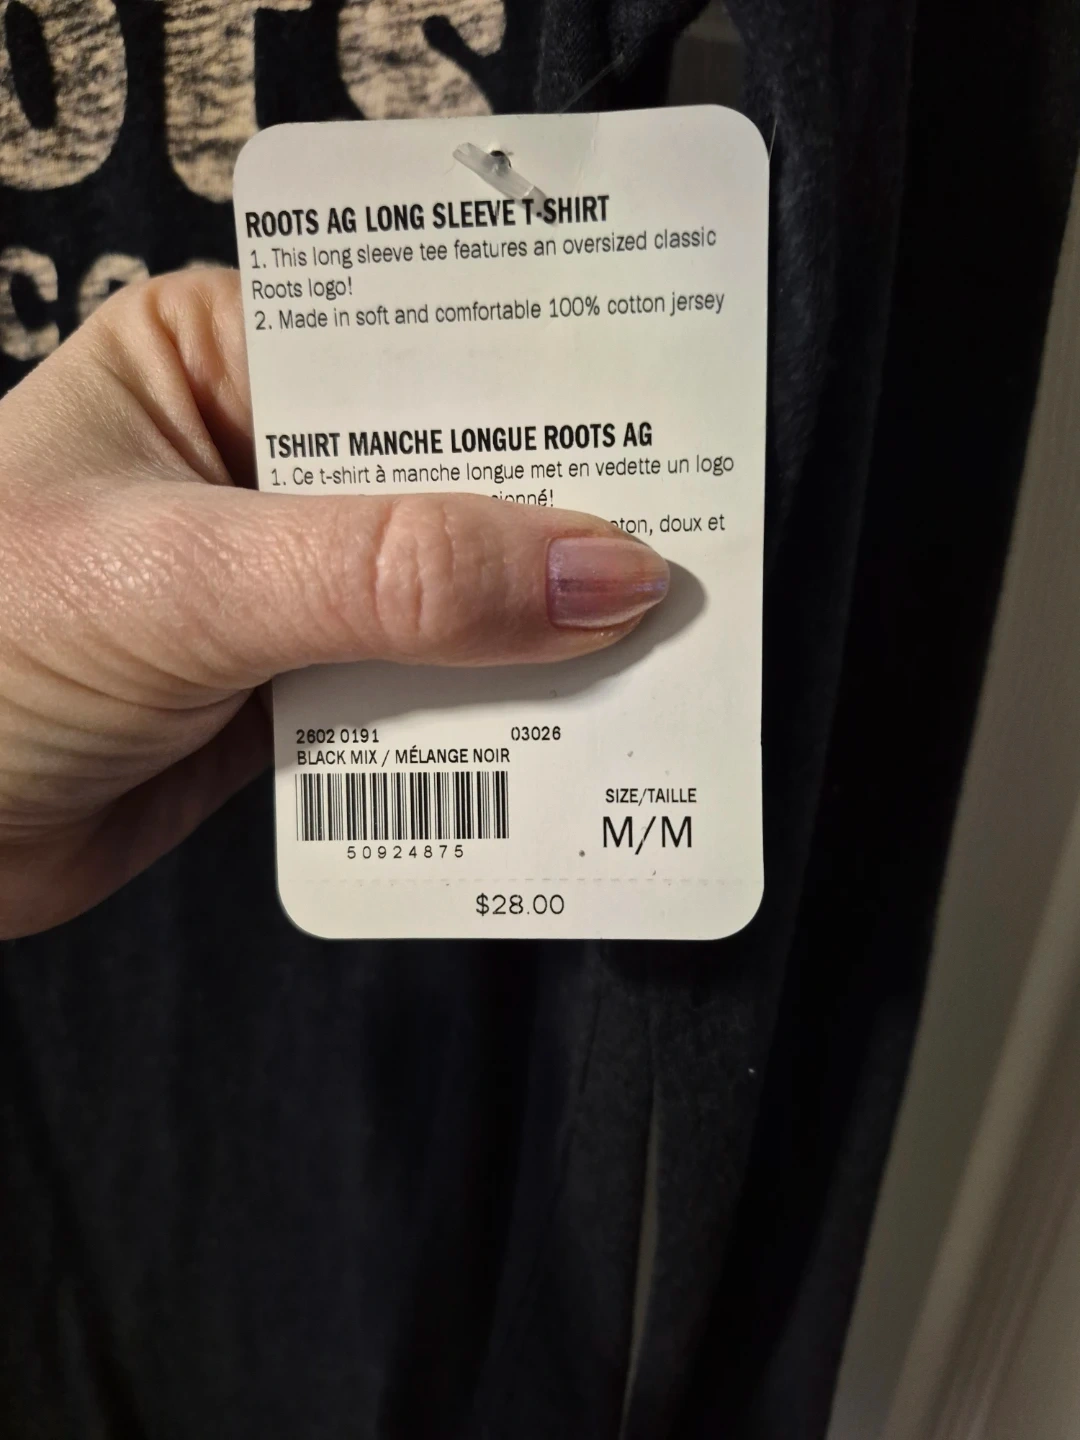 ROOTS AG LONG SLEEVE T-SHIRT
1. This long sleeve tee features an oversized classic
Roots logo!
2. Made in soft and comfortable 100% cotton jersey
TSHIRT MANCHE LONGUE ROOTS AG
1. Ce t-shirt à manche longue met en vedette un logo
doux et
2602 0191 03026
BLACK MIX / MÉLANGE NOIR
50924875
SIZE/TAILLE
M/M
$28.00